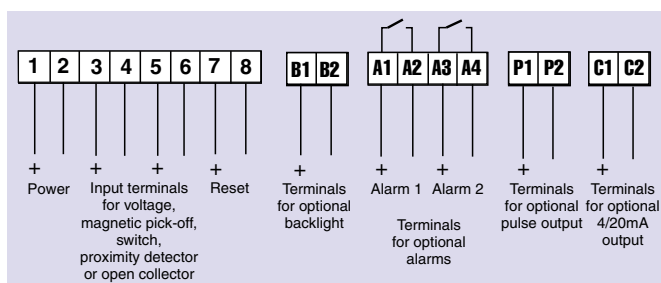 1 2 3 4 5 6 7 8 B1 B2 A1 A2 A3 A4 P1 P2 C1 C2
+ + + + + + + + +
Power
Input terminals
for voltage,
magnetic pick-off,
switch,
proximity detector
or open collector
Reset
Terminals
for optional
backlight
Alarm 1 Alarm 2
Terminals
for optional
alarms
Terminals
for optional
pulse output
Terminals
for optional
4/20mA
output